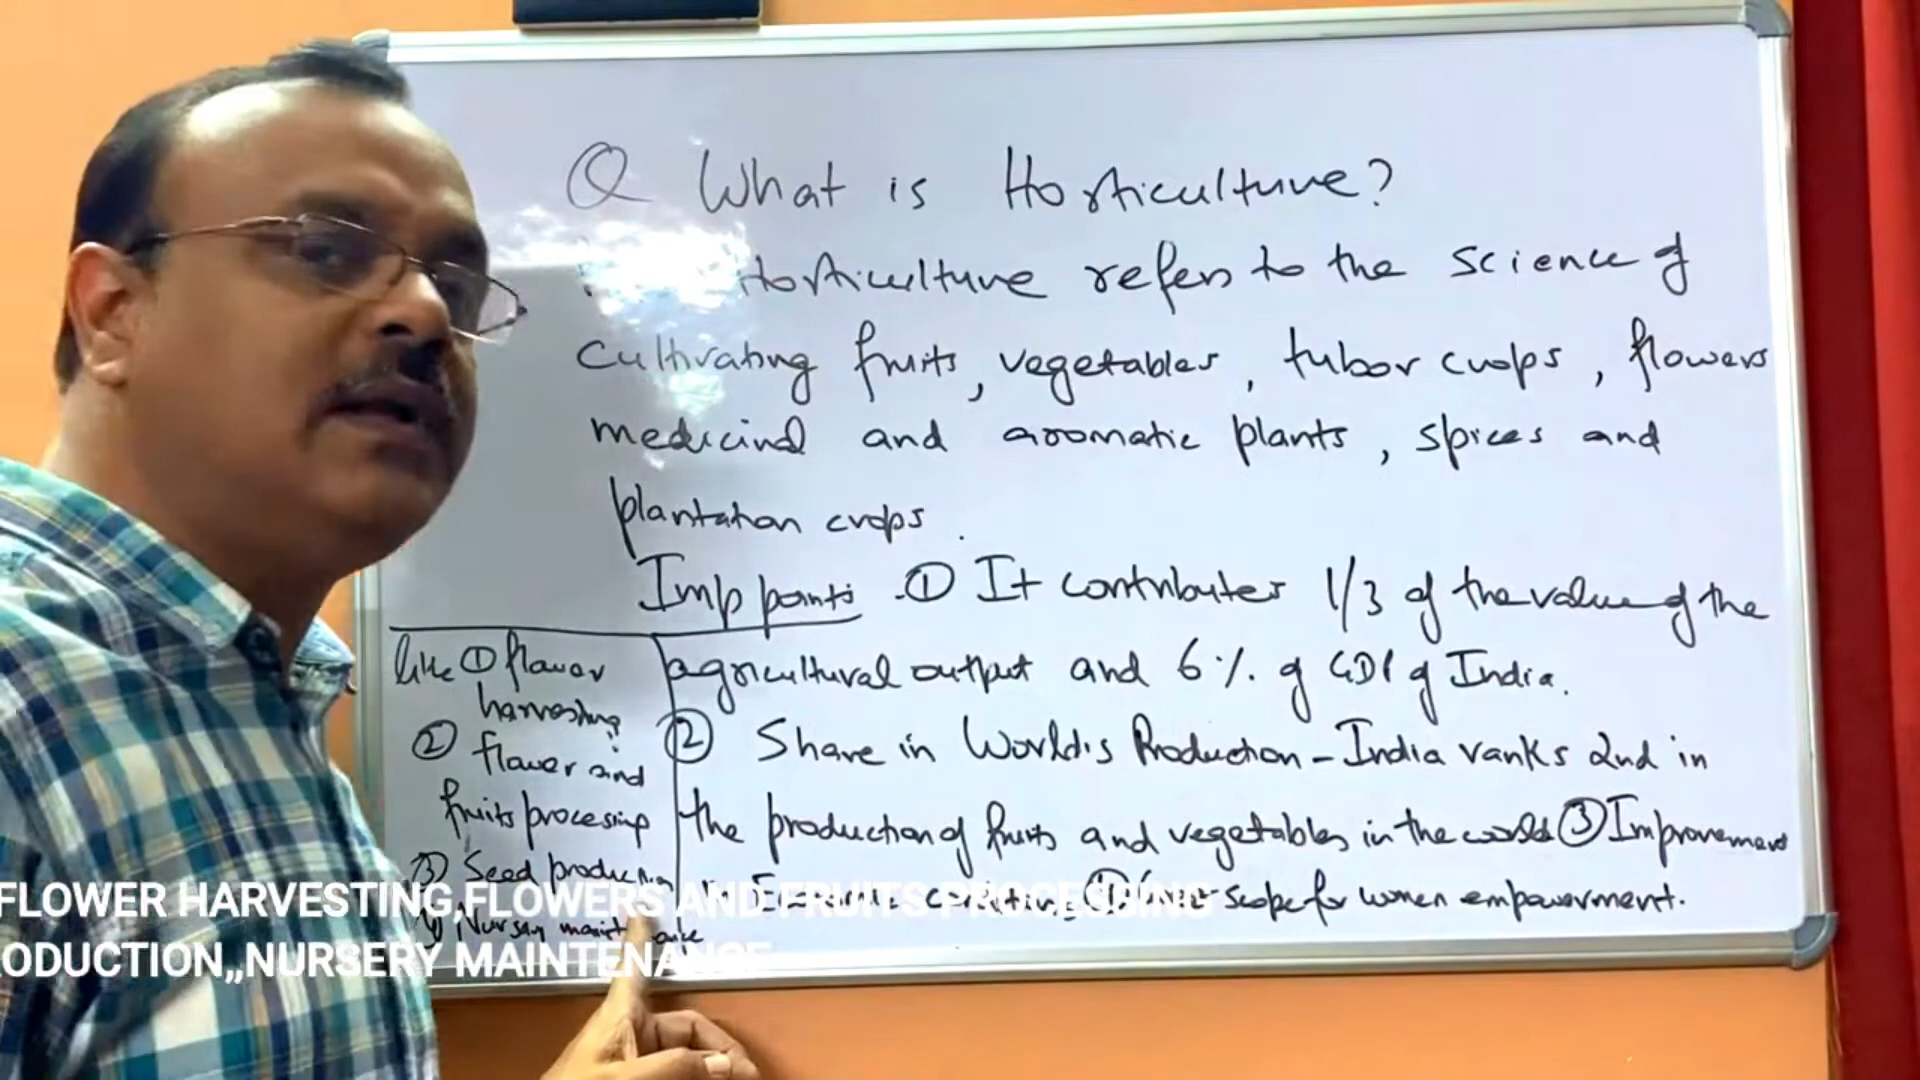 Q What is Horticulture?
Horticulture refers to the science of
cultivating fruits, vegetables, tubor crops, flowers
medicinal and aromatic plants, spices and
plantation crops.
Imp points ① It contributes 1/3 of the value of the
agricultural output and 6%. of GDP of India.
② Share in World's Production - India ranks 2nd in
the production of fruits and vegetables in the world ③ Improvement
in scope for women empowerment.
like ① flower
harvesting
② flower and
fruits processing
③ Seed production
④ Nursery maintenance
FLOWER HARVESTING,FLOWERS AND FRUITS PROCESSING
ODUCTION,,NURSERY MAINTENANCE